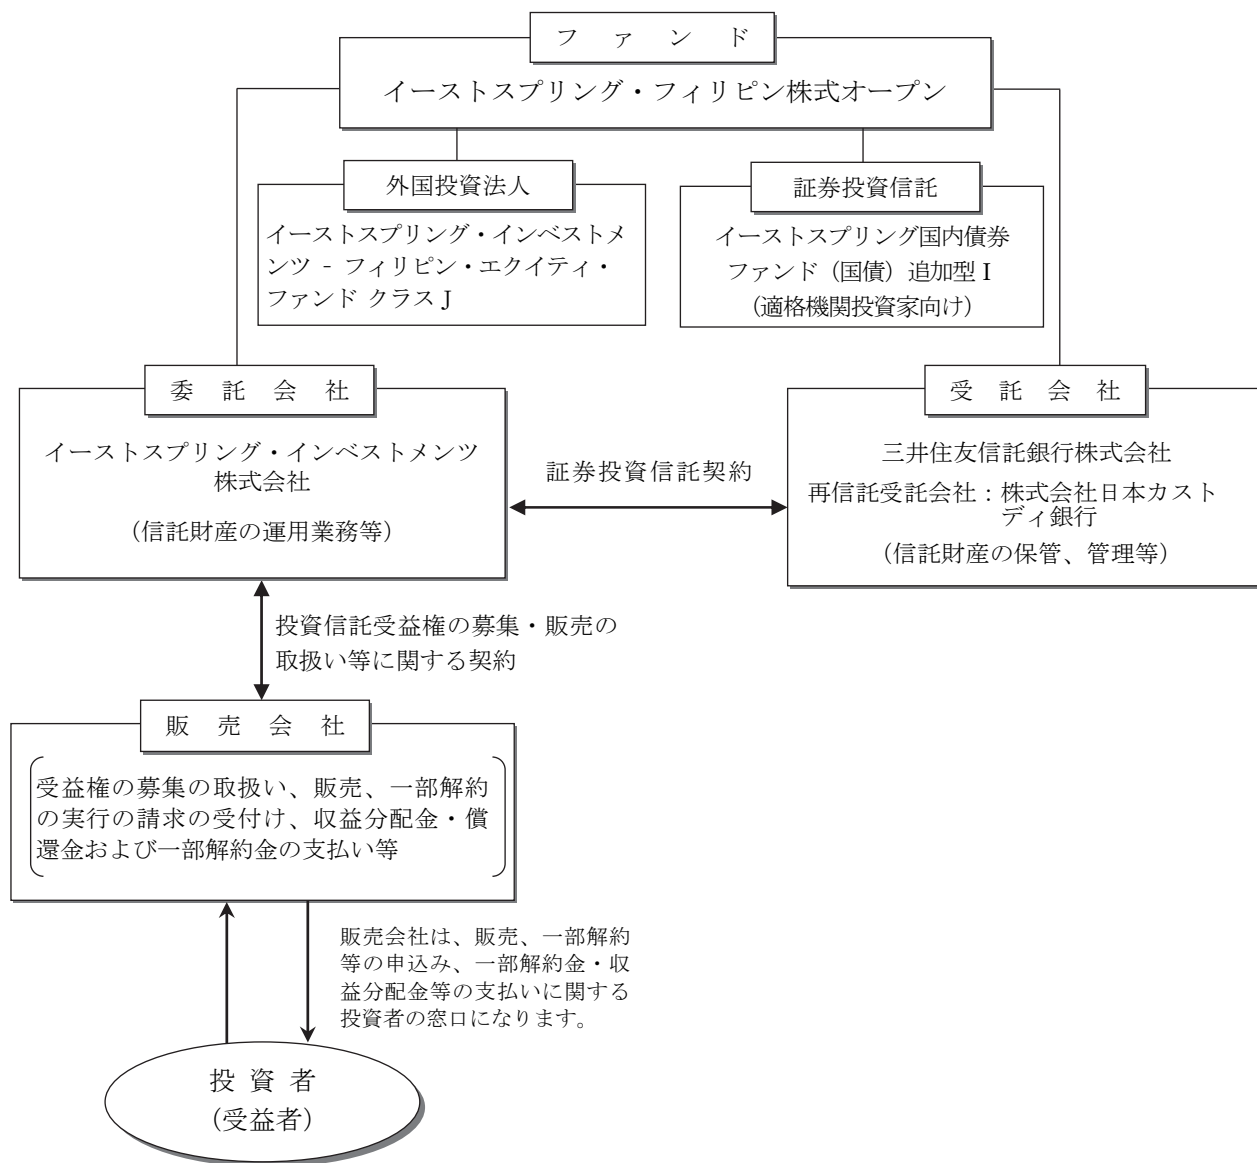 ファンド
イーストスプリング・フィリピン株式オープン
外国投資法人
イーストスプリング・インベストメ
ンツ - フィリピン・エクイティ・
ファンド クラスJ
証券投資信託
イーストスプリング国内債券
ファンド（国債）追加型I
（適格機関投資家向け）
委託会社
イーストスプリング・インベストメンツ
株式会社
（信託財産の運用業務等）
証券投資信託契約
受託会社
三井住友信託銀行株式会社
再信託受託会社：株式会社日本カスト
ディ銀行
（信託財産の保管、管理等）
投資信託受益権の募集・販売の
取扱い等に関する契約
販売会社
受益権の募集の取扱い、販売、一部解約
の実行の請求の受付け、収益分配金・償
還金および一部解約金の支払い等
販売会社は、販売、一部解約
等の申込み、一部解約金・収
益分配金等の支払いに関する
投資者の窓口になります。
投資者
（受益者）